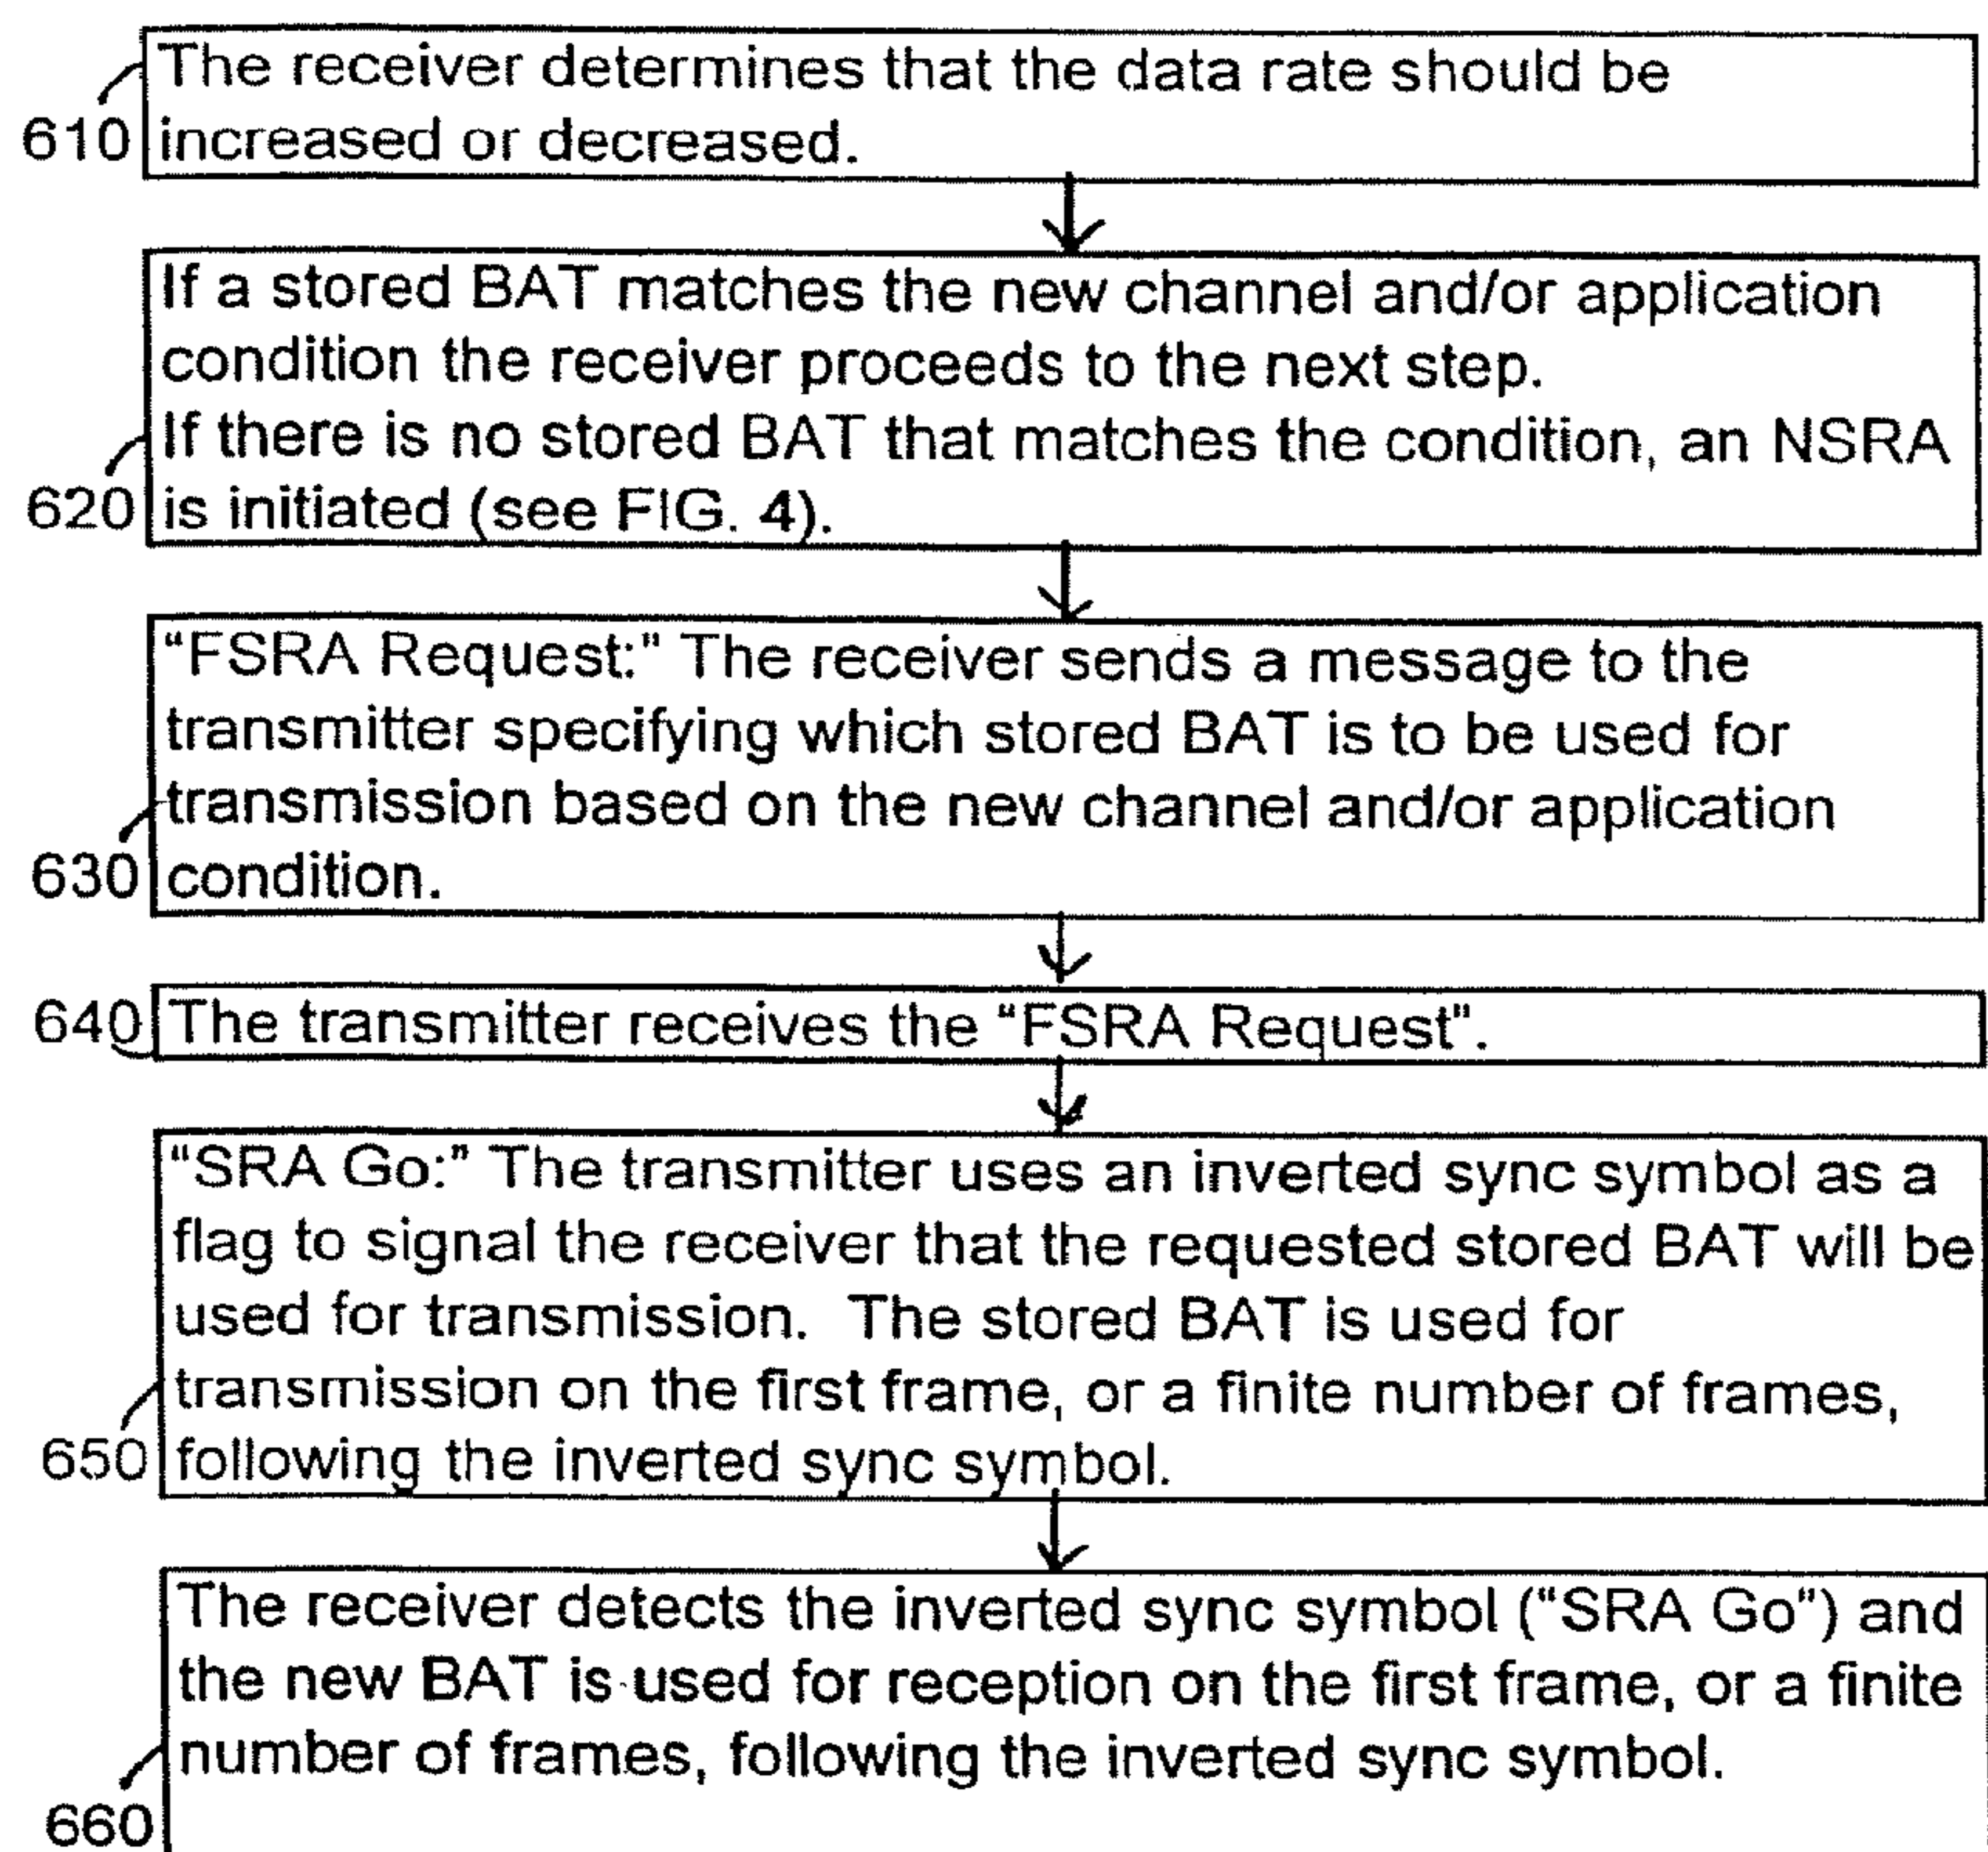 The receiver determines that the data rate should be
610 increased or decreased.
If a stored BAT matches the new channel and/or application
condition the receiver proceeds to the next step.
If there is no stored BAT that matches the condition, an NSRA
620 is initiated (see FIG. 4).
"FSRA Request:" The receiver sends a message to the
transmitter specifying which stored BAT is to be used for
transmission based on the new channel and/or application
630 condition.
640 The transmitter receives the "FSRA Request".
"SRA Go:" The transmitter uses an inverted sync symbol as a
flag to signal the receiver that the requested stored BAT will be
used for transmission. The stored BAT is used for
transmission on the first frame, or a finite number of frames,
650 following the inverted sync symbol.
The receiver detects the inverted sync symbol ("SRA Go") and
the new BAT is used for reception on the first frame, or a finite
number of frames, following the inverted sync symbol.
660